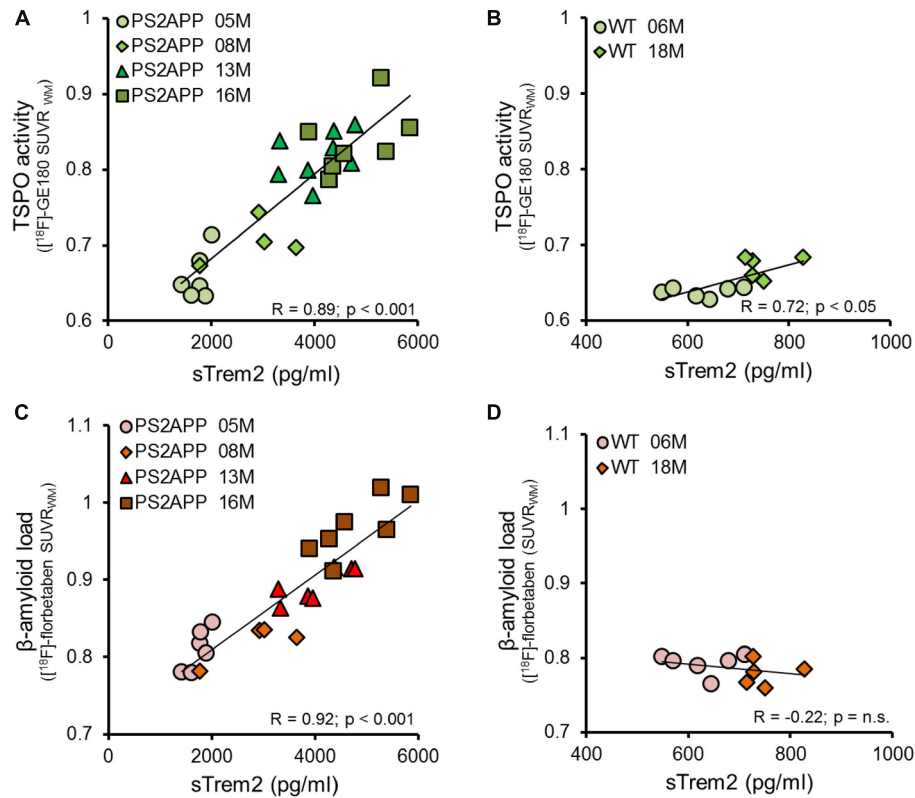 A
PS2APP 05M
PS2APP 08M
PS2APP 13M
PS2APP 16M
TSPO activity
([¹⁸F]-GE180 SUVR WM)
1
0.9
0.8
0.7
0.6
R = 0.89; p < 0.001
0 2000 4000 6000
sTrem2 (pg/ml)
B
WT 06M
WT 18M
TSPO activity
([¹⁸F]-GE180 SUVRWM)
1
0.9
0.8
0.7
0.6
R = 0.72; p < 0.05
400 600 800 1000
sTrem2 (pg/ml)
C
PS2APP 05M
PS2APP 08M
PS2APP 13M
PS2APP 16M
β-amyloid load
([¹⁸F]-florbetaben SUVRWM)
1.1
1
0.9
0.8
0.7
R = 0.92; p < 0.001
0 2000 4000 6000
sTrem2 (pg/ml)
D
WT 06M
WT 18M
β-amyloid load
([¹⁸F]-florbetaben (SUVRWM)
1.1
1
0.9
0.8
0.7
R = -0.22; p = n.s.
400 600 800 1000
sTrem2 (pg/ml)